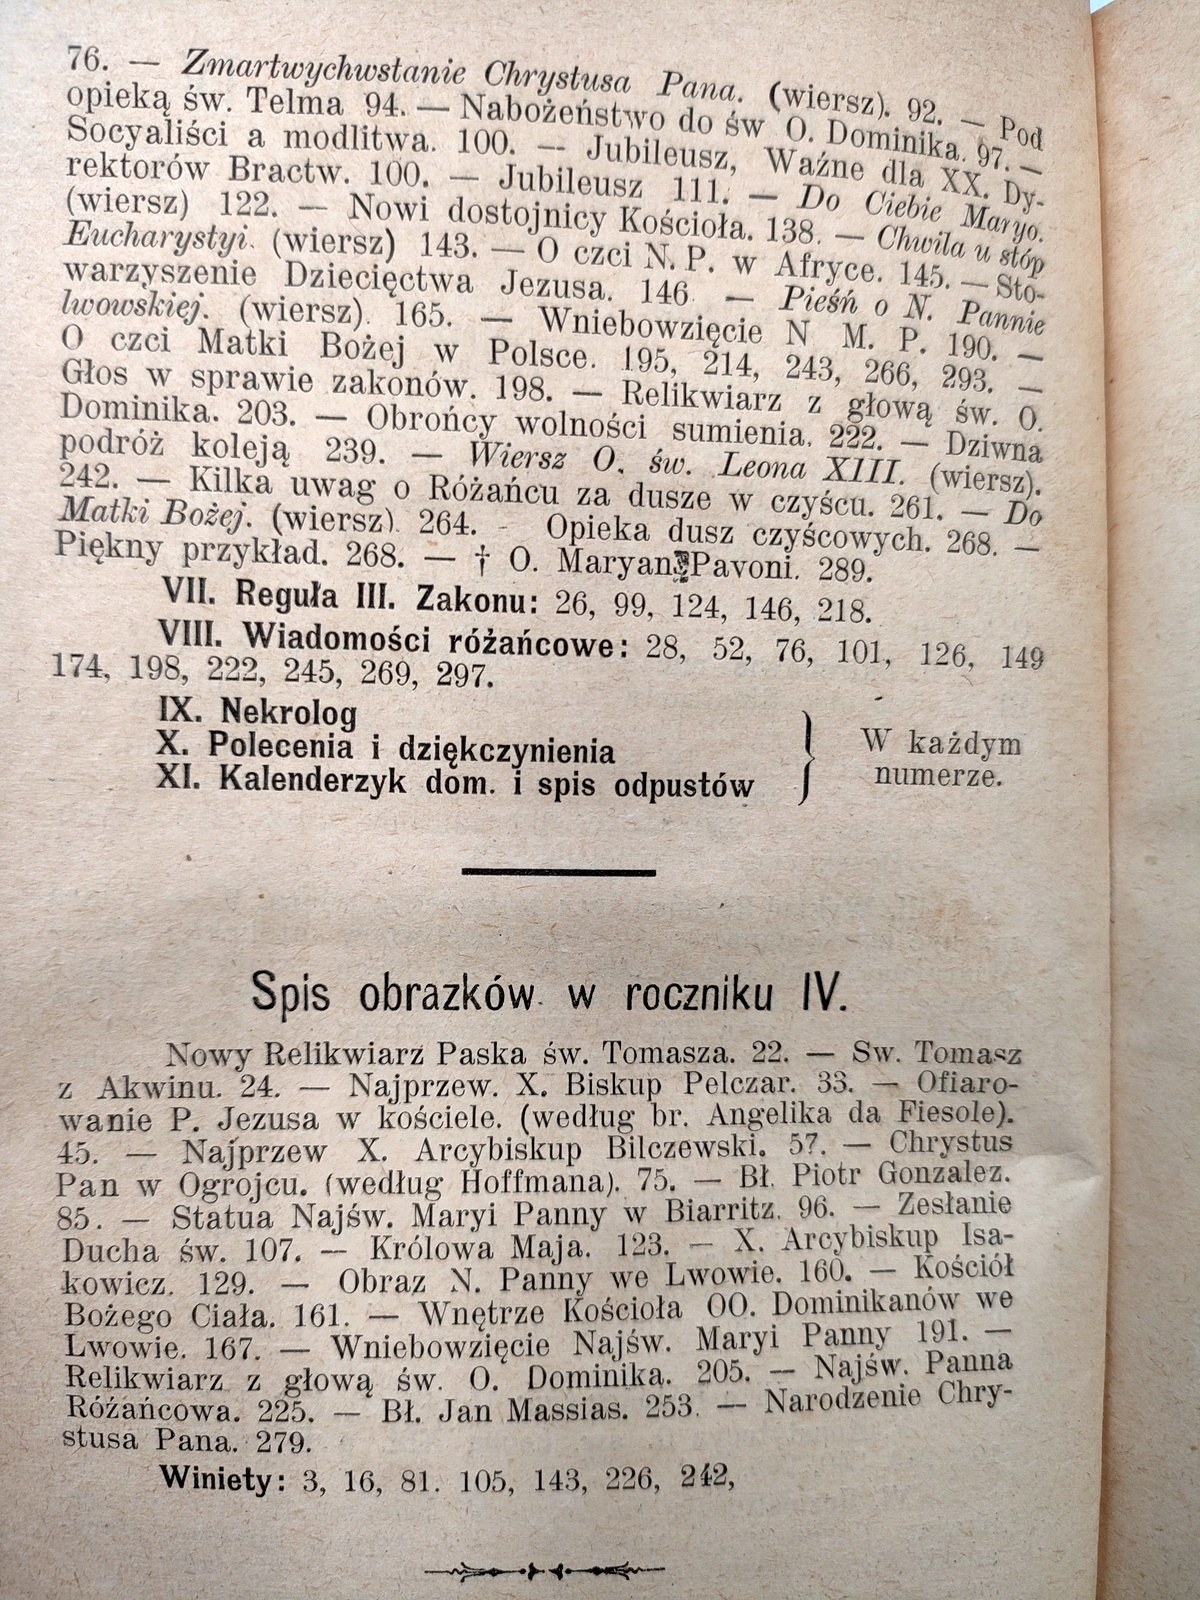 76. — Zmartwychwstanie Chrystusa Pana. (wiersz). 92. — Pod
opieką św. Telma 94. — Nabożeństwo do św O. Dominika. 97. —
Socyaliści a modlitwa. 100. — Jubileusz, Ważne dla XX. Dy-
rektorów Bractw. 100. — Jubileusz 111. — Do Ciebie Maryo.
(wiersz) 122. — Nowi dostojnicy Kościoła. 138. — Chwila u stóp
Eucharystyi. (wiersz) 143. — O czci N. P. w Afryce. 145. — Sto-
warzyszenie Dziecięctwa Jezusa. 146 — Pieśń o N. Pannie
lwowskiej. (wiersz). 165. — Wniebowzięcie N M. P. 190. —
O czci Matki Bożej w Polsce. 195, 214, 243, 266, 293. —
Głos w sprawie zakonów. 198. — Relikwiarz z głową św. O.
Dominika. 203. — Obrońcy wolności sumienia. 222. — Dziwna
podróż koleją 239. — Wiersz O. św. Leona XIII. (wiersz).
242. — Kilka uwag o Różańcu za dusze w czyścu. 261. — Do
Matki Bożej. (wiersz). 264. - Opieka dusz czyścowych. 268. —
Piękny przykład. 268. — † O. Maryan Pavoni. 289.
VII. Reguła III. Zakonu: 26, 99, 124, 146, 218.
VIII. Wiadomości różańcowe: 28, 52, 76, 101, 126, 149
174, 198, 222, 245, 269, 297.
IX. Nekrolog
X. Polecenia i dziękczynienia
XI. Kalenderzyk dom. i spis odpustów
W każdym
numerze.
Spis obrazków w roczniku IV.
Nowy Relikwiarz Paska św. Tomasza. 22. — Sw. Tomasz
z Akwinu. 24. — Najprzew. X. Biskup Pelczar. 33. — Ofiaro-
wanie P. Jezusa w kościele. (według br. Angelika da Fiesole).
45. — Najprzew X. Arcybiskup Bilczewski. 57. — Chrystus
Pan w Ogrojcu. (według Hoffmana). 75. — Bł. Piotr Gonzalez.
85. — Statua Najśw. Maryi Panny w Biarritz. 96. — Zesłanie
Ducha św. 107. — Królowa Maja. 123. — X. Arcybiskup Isa-
kowicz. 129. — Obraz N. Panny we Lwowie. 160. — Kościół
Bożego Ciała. 161. — Wnętrze Kościoła OO. Dominikanów we
Lwowie. 167. — Wniebowzięcie Najśw. Maryi Panny 191. —
Relikwiarz z głową św. O. Dominika. 205. — Najśw. Panna
Różańcowa. 225. — Bł. Jan Massias. 253. — Narodzenie Chry-
stusa Pana. 279.
Winiety: 3, 16, 81. 105, 143, 226, 242,